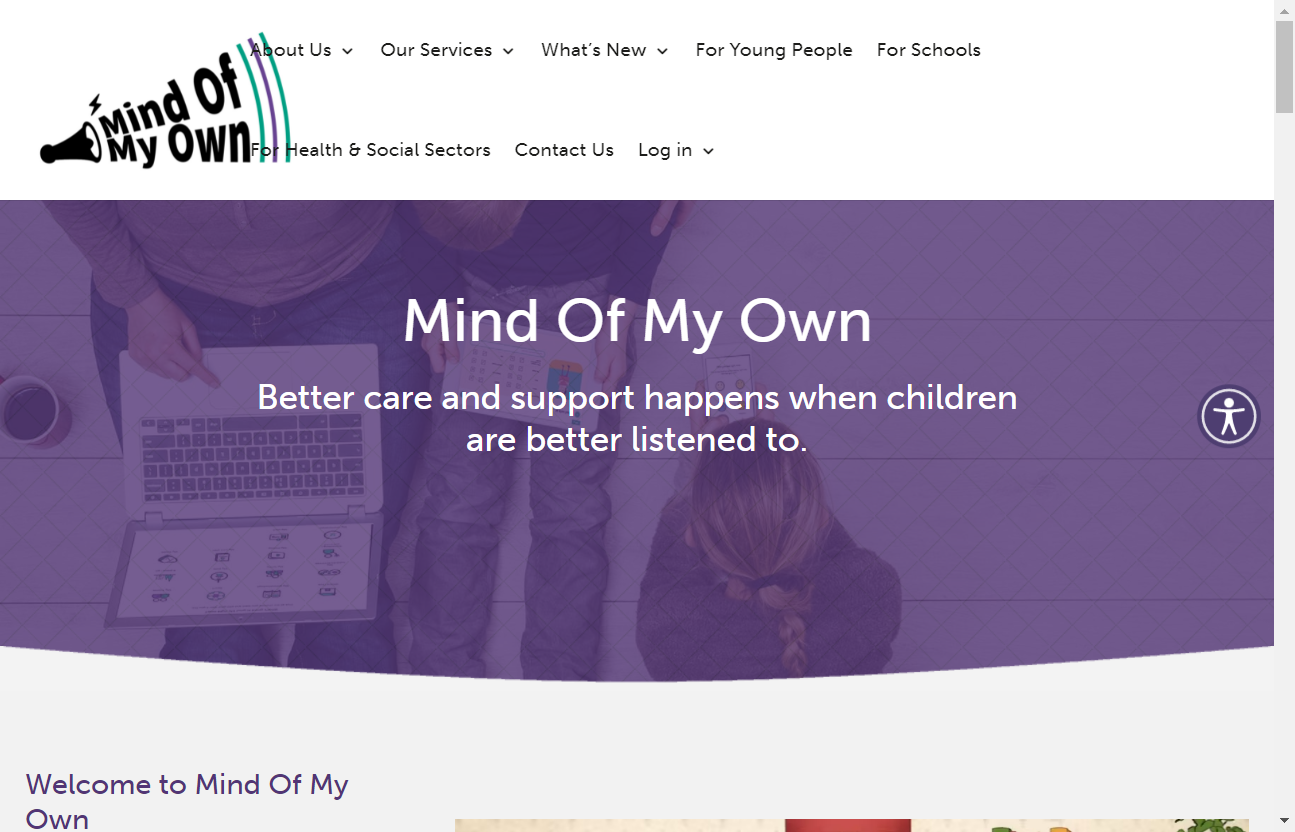 Mind Of
My Own
About Us
Our Services
What's New
For Young People
For Schools
For Health & Social Sectors
Contact Us
Log in
Mind Of My Own
Better care and support happens when children
are better listened to.
Welcome to Mind Of My
Own